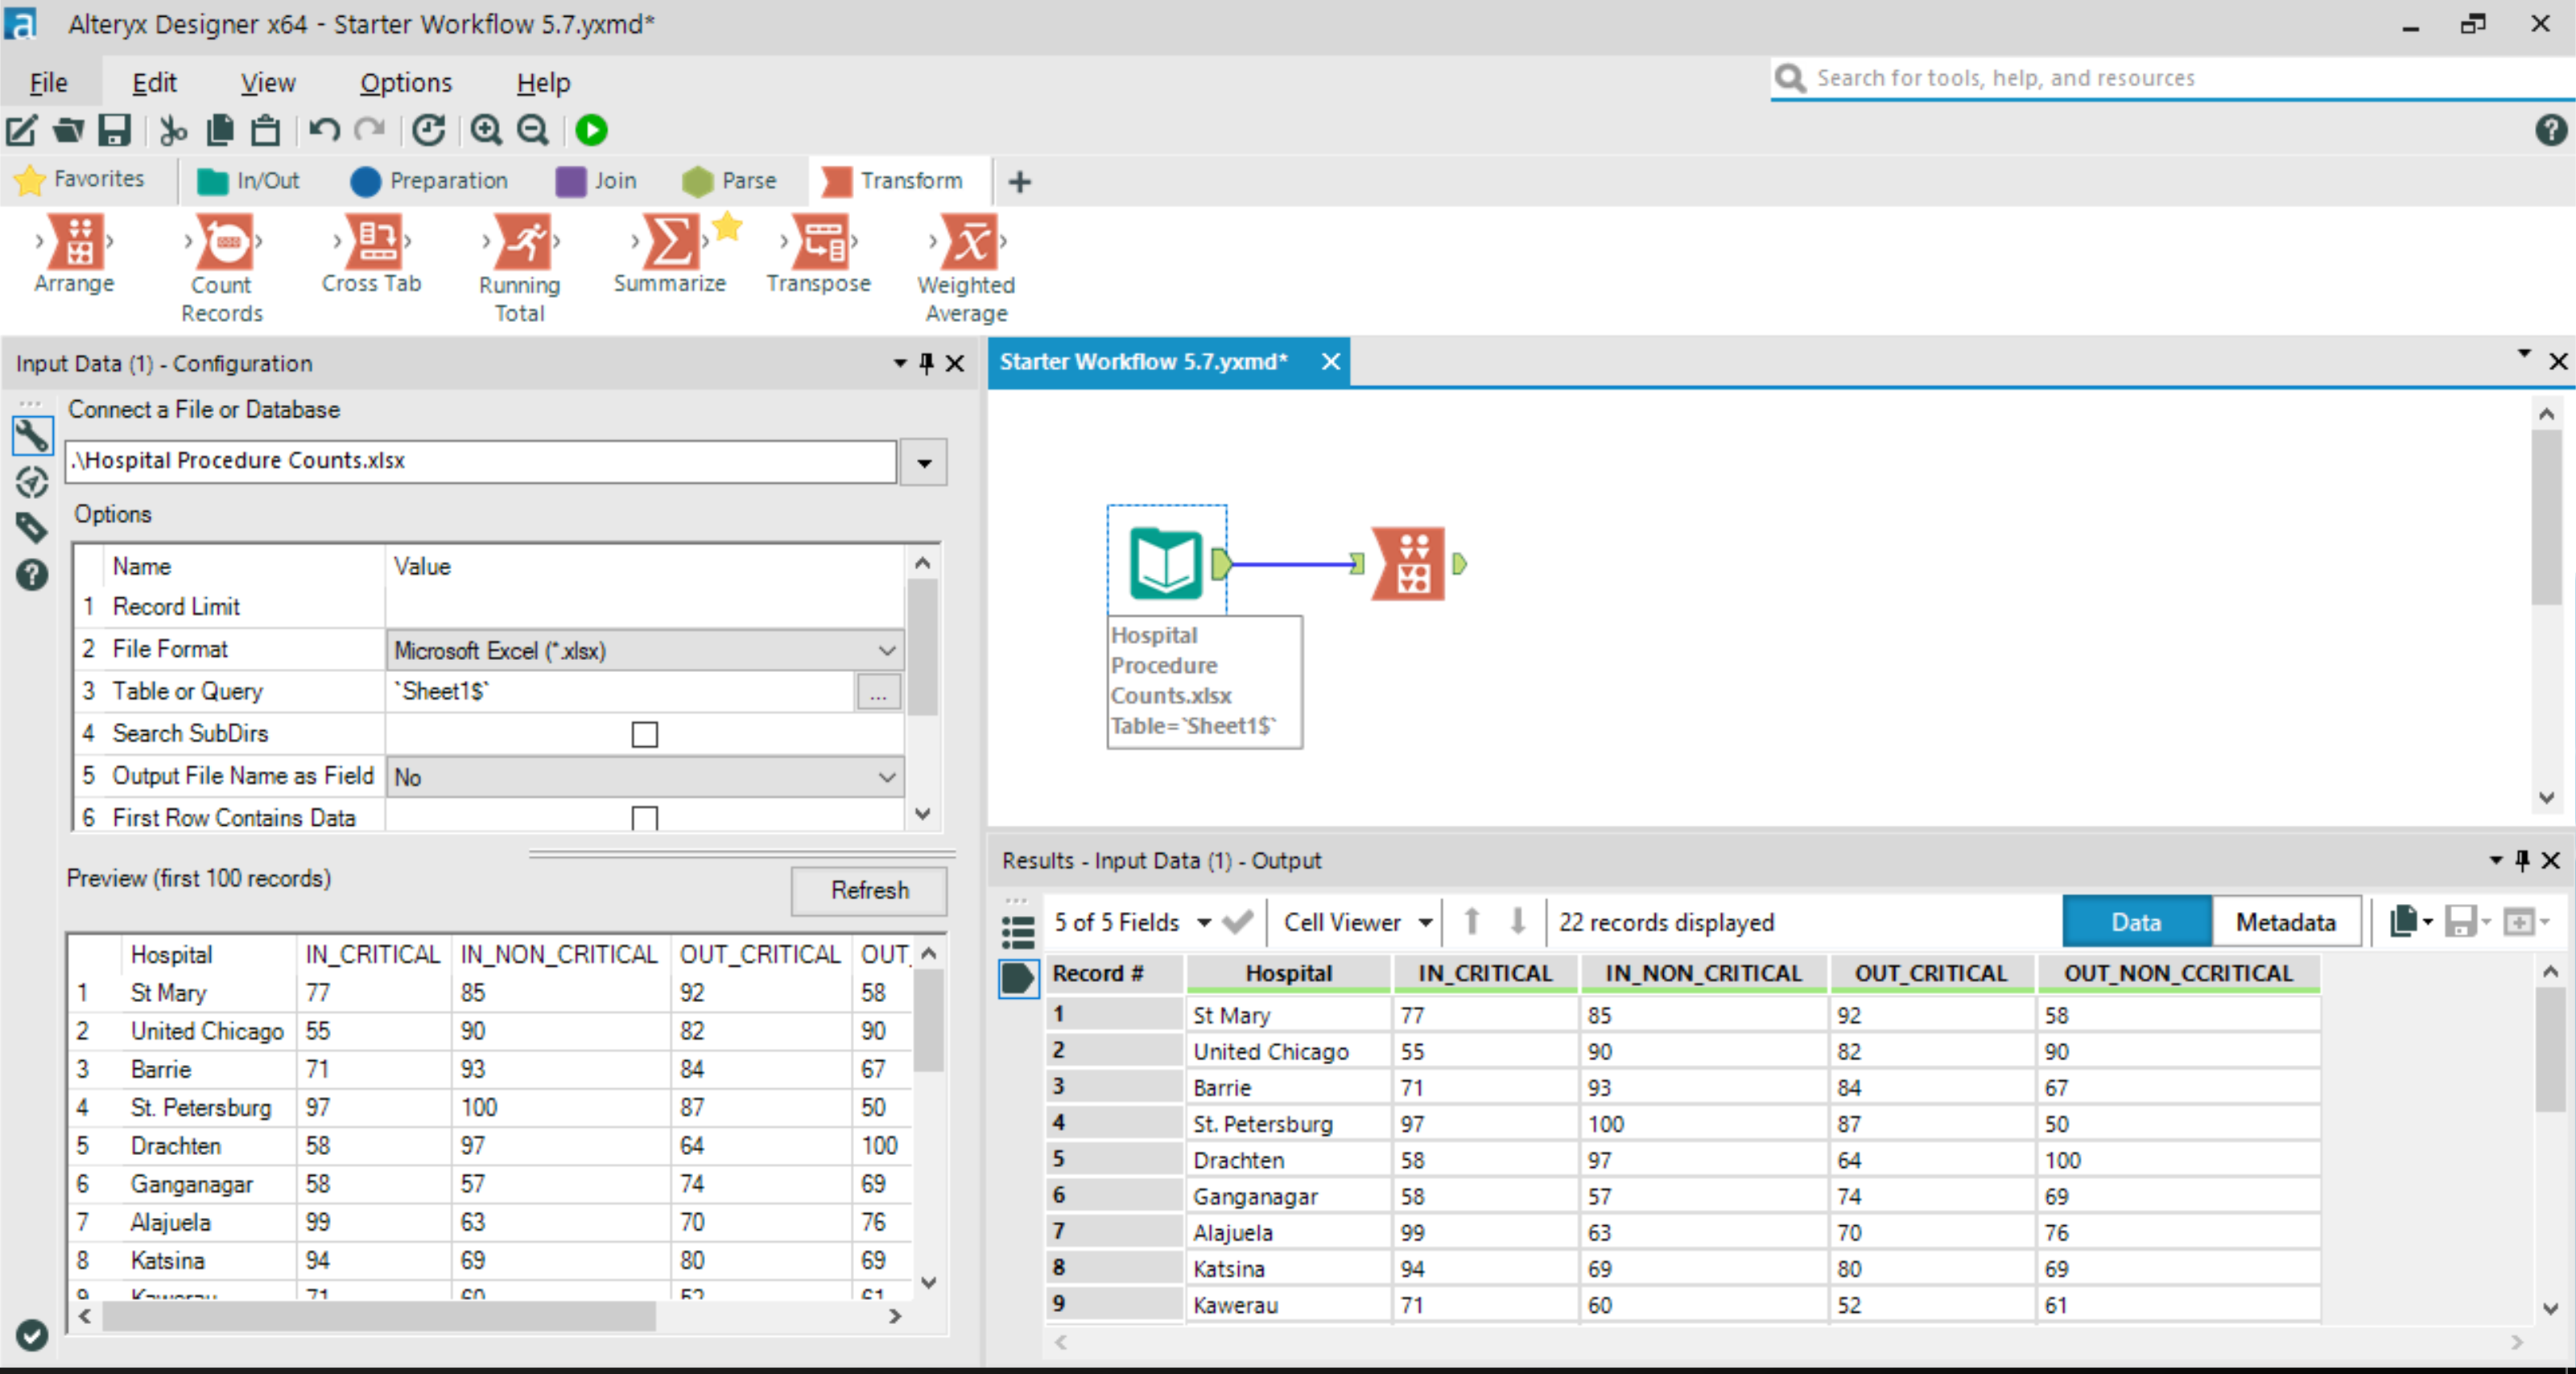 Alteryx Designer x64 - Starter Workflow 5.7.yxmd*
File Edit View Options Help
Search for tools, help, and resources
Favorites In/Out Preparation Join Parse Transform
Arrange Count Records Cross Tab Running Total Summarize Transpose Weighted Average
Input Data (1) - Configuration
Connect a File or Database
.\Hospital Procedure Counts.xlsx
Options
Name Value
1 Record Limit
2 File Format Microsoft Excel (*.xlsx)
3 Table or Query `Sheet1$` ...
4 Search SubDirs
5 Output File Name as Field No
6 First Row Contains Data
Preview (first 100 records)
Refresh
Hospital IN_CRITICAL IN_NON_CRITICAL OUT_CRITICAL OUT_
1 St Mary 77 85 92 58
2 United Chicago 55 90 82 90
3 Barrie 71 93 84 67
4 St. Petersburg 97 100 87 50
5 Drachten 58 97 64 100
6 Ganganagar 58 57 74 69
7 Alajuela 99 63 70 76
8 Katsina 94 69 80 69
9 Kawerau 71 60 52 61
Starter Workflow 5.7.yxmd*
Hospital
Procedure
Counts.xlsx
Table=`Sheet1$`
Results - Input Data (1) - Output
5 of 5 Fields Cell Viewer 22 records displayed Data Metadata
Record # Hospital IN_CRITICAL IN_NON_CRITICAL OUT_CRITICAL OUT_NON_CCRITICAL
1 St Mary 77 85 92 58
2 United Chicago 55 90 82 90
3 Barrie 71 93 84 67
4 St. Petersburg 97 100 87 50
5 Drachten 58 97 64 100
6 Ganganagar 58 57 74 69
7 Alajuela 99 63 70 76
8 Katsina 94 69 80 69
9 Kawerau 71 60 52 61